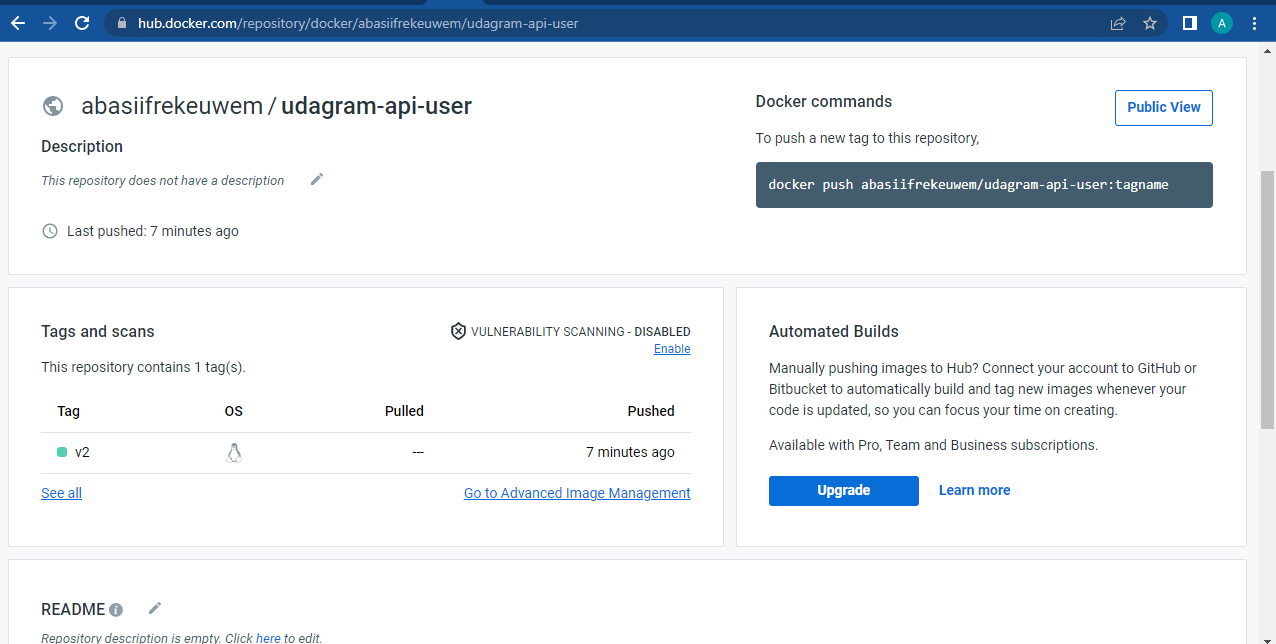 hub.docker.com/repository/docker/abasiifrekeuwem/udagram-api-user
A
abasiifrekeuwem / udagram-api-user
Description
This repository does not have a description
Last pushed: 7 minutes ago
Docker commands
Public View
To push a new tag to this repository,
docker push abasiifrekeuwem/udagram-api-user:tagname
Tags and scans
VULNERABILITY SCANNING - DISABLED
Enable
This repository contains 1 tag(s).
Tag OS Pulled Pushed
v2 --- 7 minutes ago
See all Go to Advanced Image Management
Automated Builds
Manually pushing images to Hub? Connect your account to GitHub or
Bitbucket to automatically build and tag new images whenever your
code is updated, so you can focus your time on creating.
Available with Pro, Team and Business subscriptions.
Upgrade Learn more
README
Repository description is empty. Click here to edit.